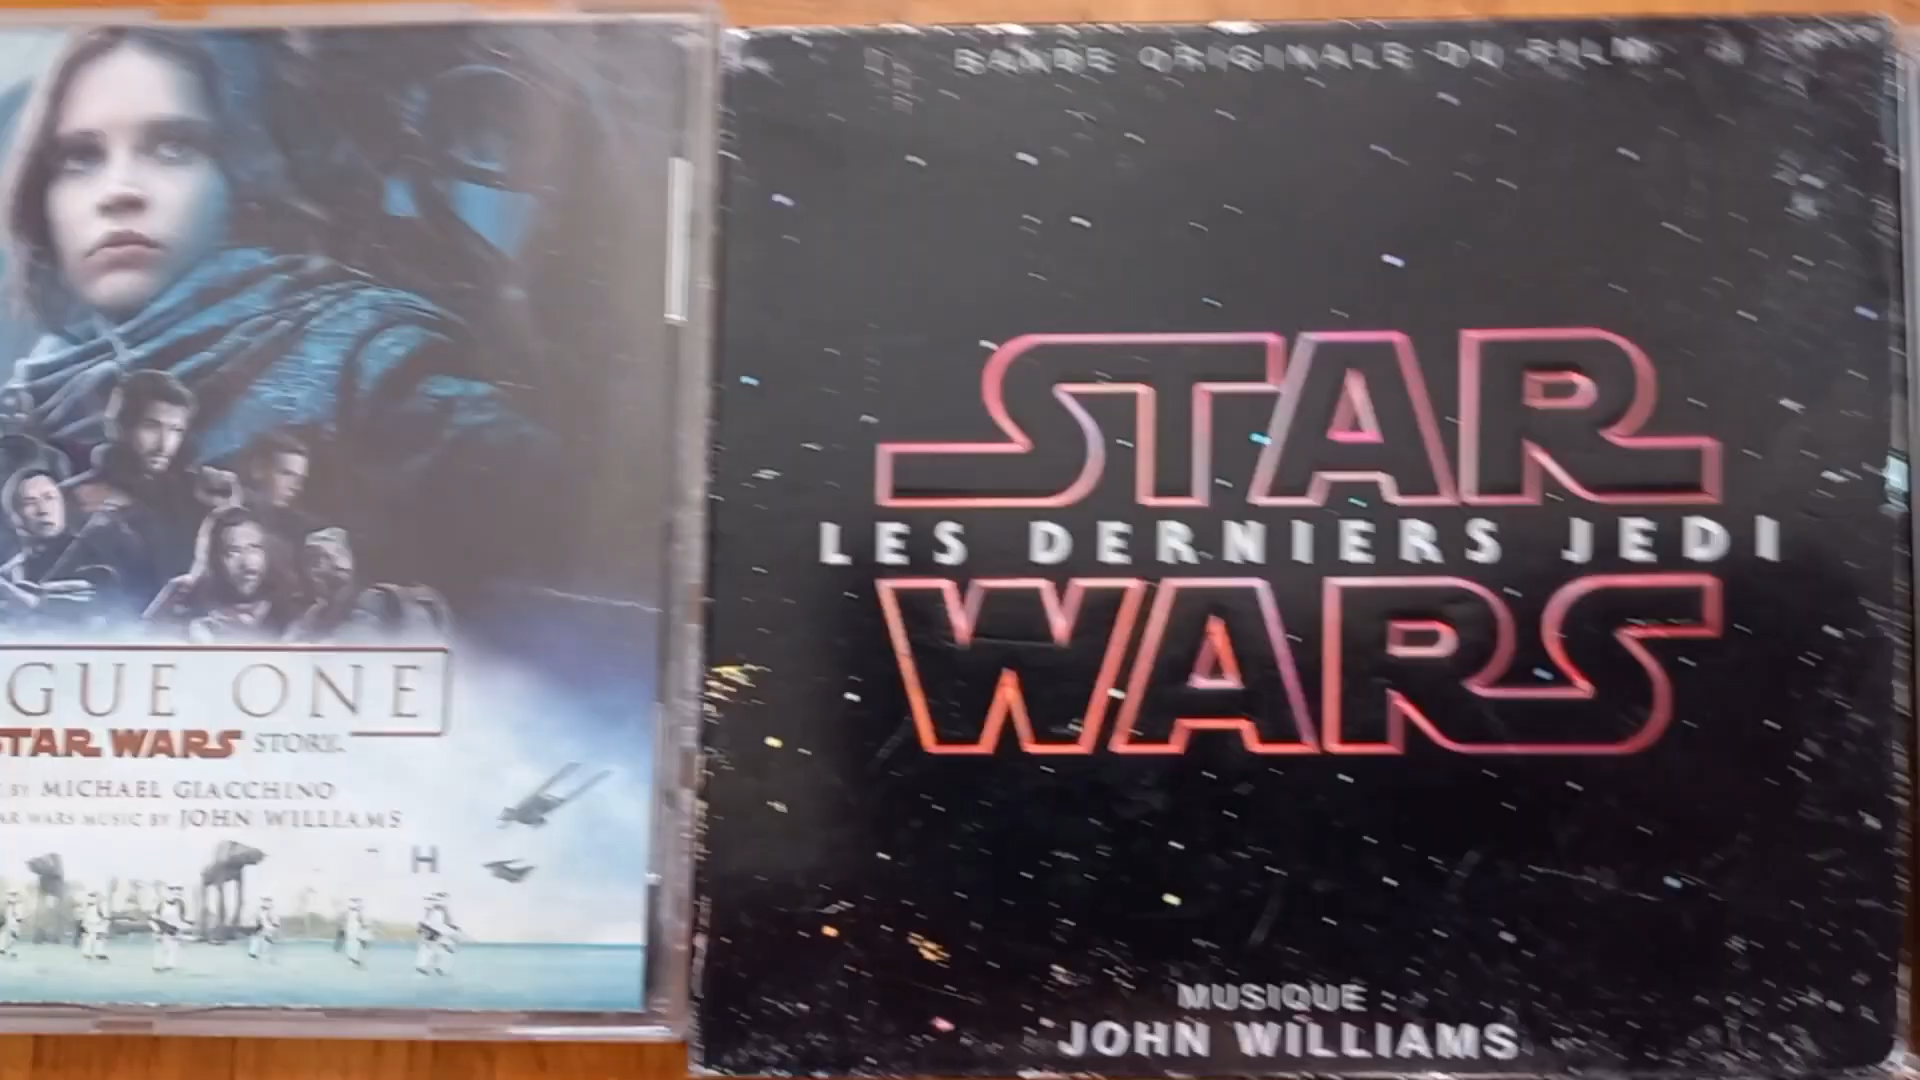 GUE ONE
STAR WARS STORY
BY MICHAEL GIACCHINO
WARS MUSIC BY JOHN WILLIAMS
H
BANDE ORIGINALE DU FILM
STAR
LES DERNIERS JEDI
WARS
MUSIQUE :
JOHN WILLIAMS